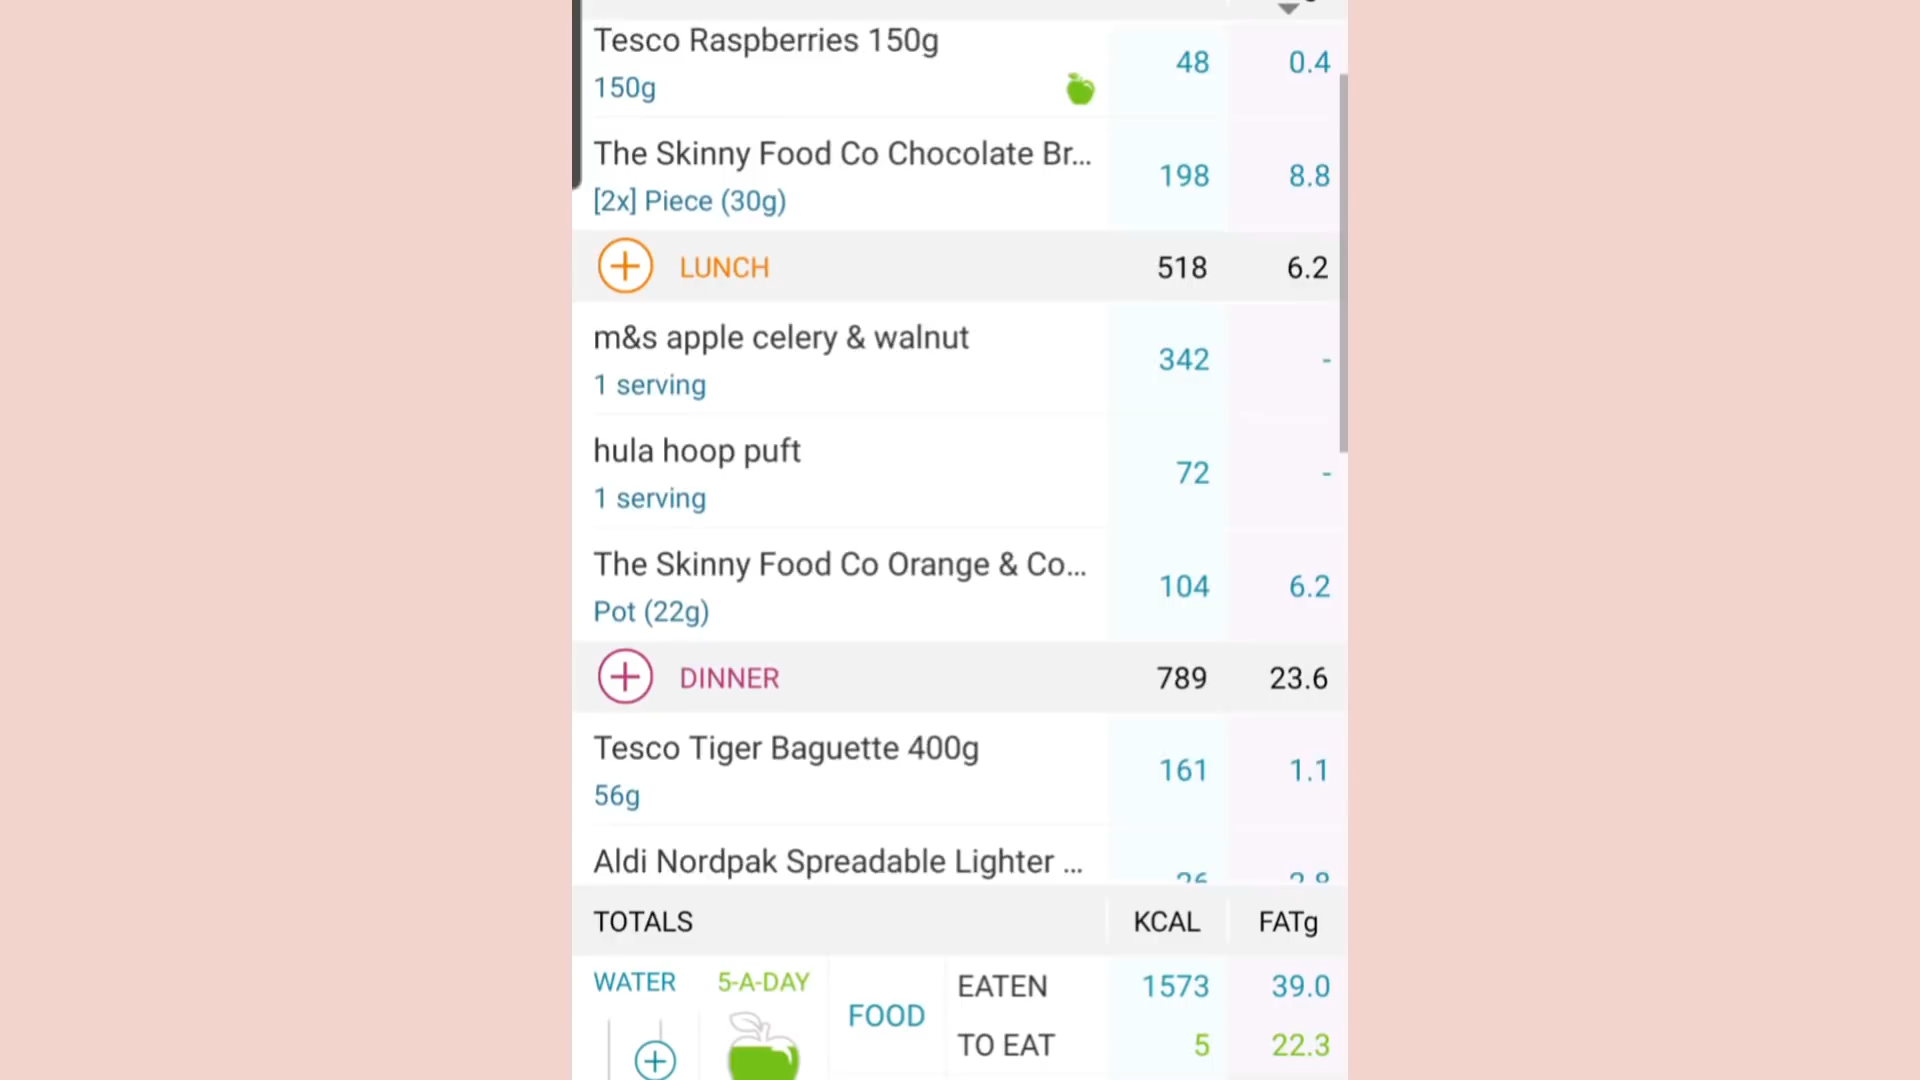 Tesco Raspberries 150g
48 0.4
150g
The Skinny Food Co Chocolate Br...
198 8.8
[2x] Piece (30g)
LUNCH 518 6.2
m&s apple celery & walnut
342 -
1 serving
hula hoop puft
72 -
1 serving
The Skinny Food Co Orange & Co...
104 6.2
Pot (22g)
DINNER 789 23.6
Tesco Tiger Baguette 400g
161 1.1
56g
Aldi Nordpak Spreadable Lighter ...
TOTALS KCAL FATg
WATER 5-A-DAY FOOD
EATEN 1573 39.0
TO EAT 5 22.3